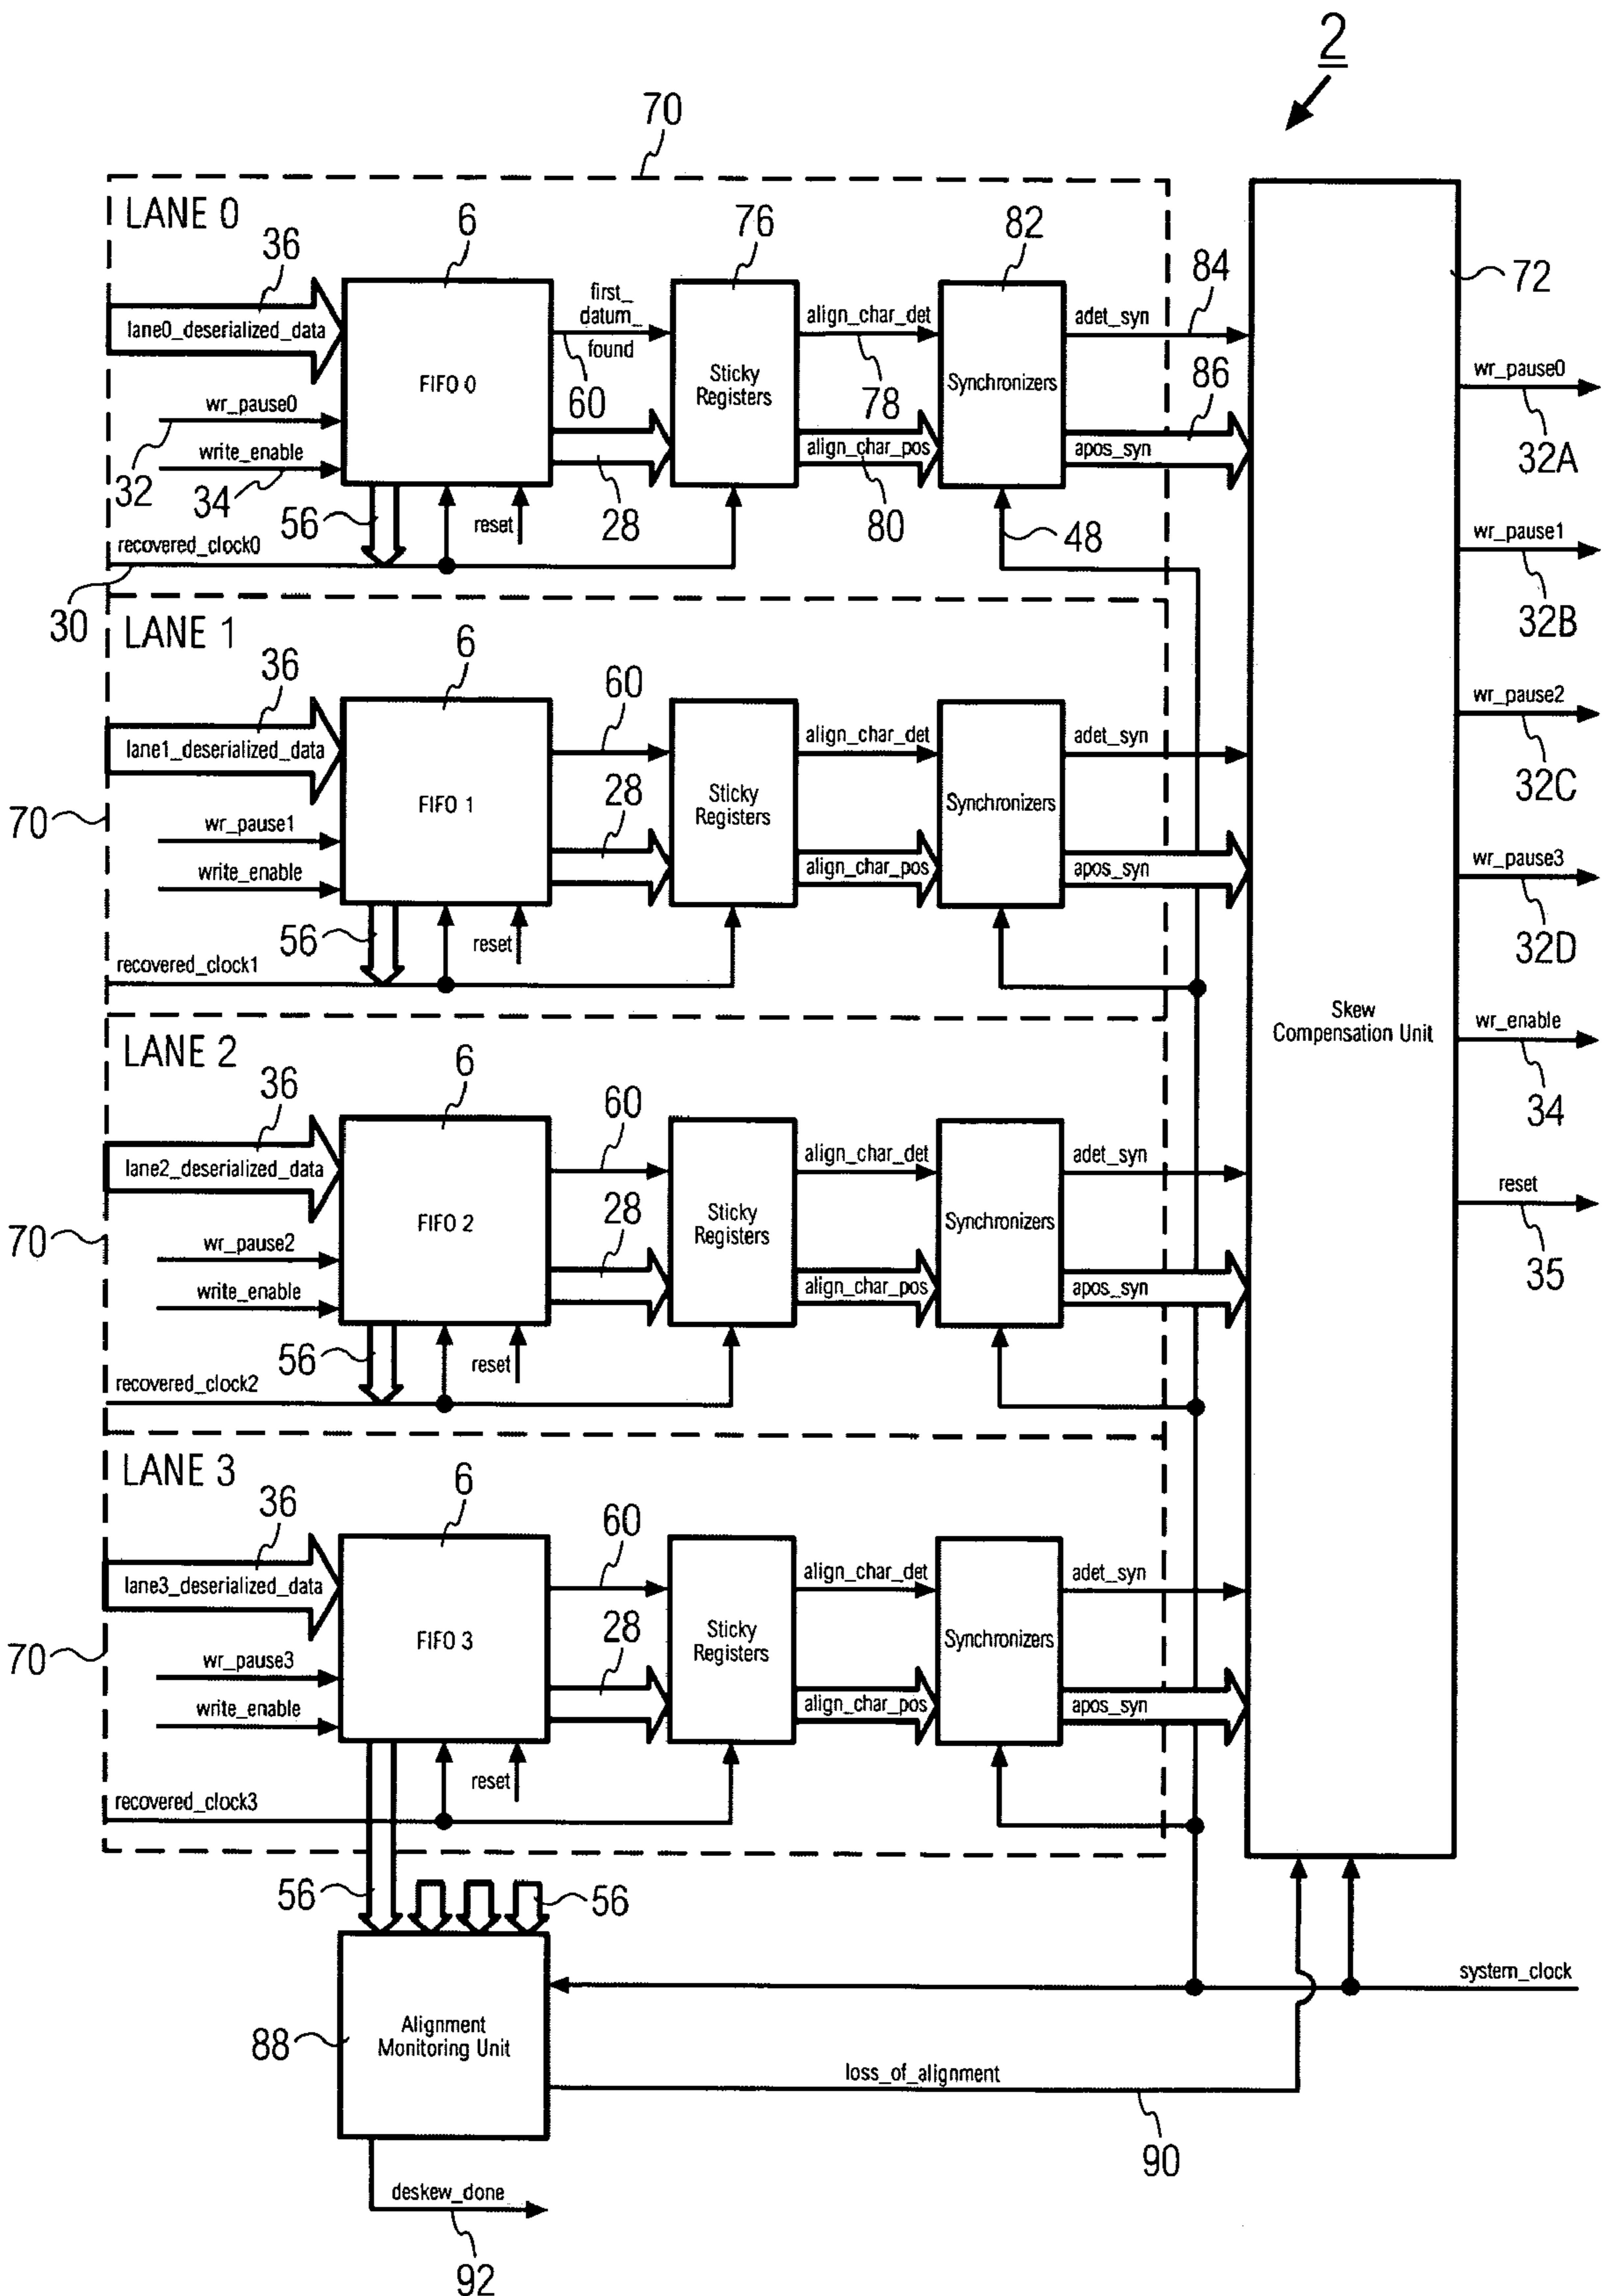 2
70
LANE 0
36
6
76
82
84
72
lane0_deserialized_data
first_
datum_
found
align_char_det
adet_syn
FIFO 0
Sticky
Registers
Synchronizers
60
78
86
wr_pause0
32A
wr_pause0
write_enable
align_char_pos
apos_syn
32
34
56
reset
28
80
48
recovered_clock0
30
wr_pause1
32B
LANE 1
36
6
60
lane1_deserialized_data
align_char_det
adet_syn
FIFO 1
28
Sticky
Registers
Synchronizers
wr_pause2
32C
70
wr_pause1
write_enable
align_char_pos
apos_syn
wr_pause3
32D
56
reset
recovered_clock1
Skew
Compensation Unit
wr_enable
34
LANE 2
36
6
60
lane2_deserialized_data
align_char_det
adet_syn
reset
35
FIFO 2
28
Sticky
Registers
Synchronizers
70
wr_pause2
write_enable
align_char_pos
apos_syn
56
reset
recovered_clock2
LANE 3
36
6
60
lane3_deserialized_data
align_char_det
adet_syn
FIFO 3
28
Sticky
Registers
Synchronizers
70
wr_pause3
write_enable
align_char_pos
apos_syn
reset
recovered_clock3
56
56
system_clock
88
Alignment
Monitoring Unit
loss_of_alignment
90
deskew_done
92